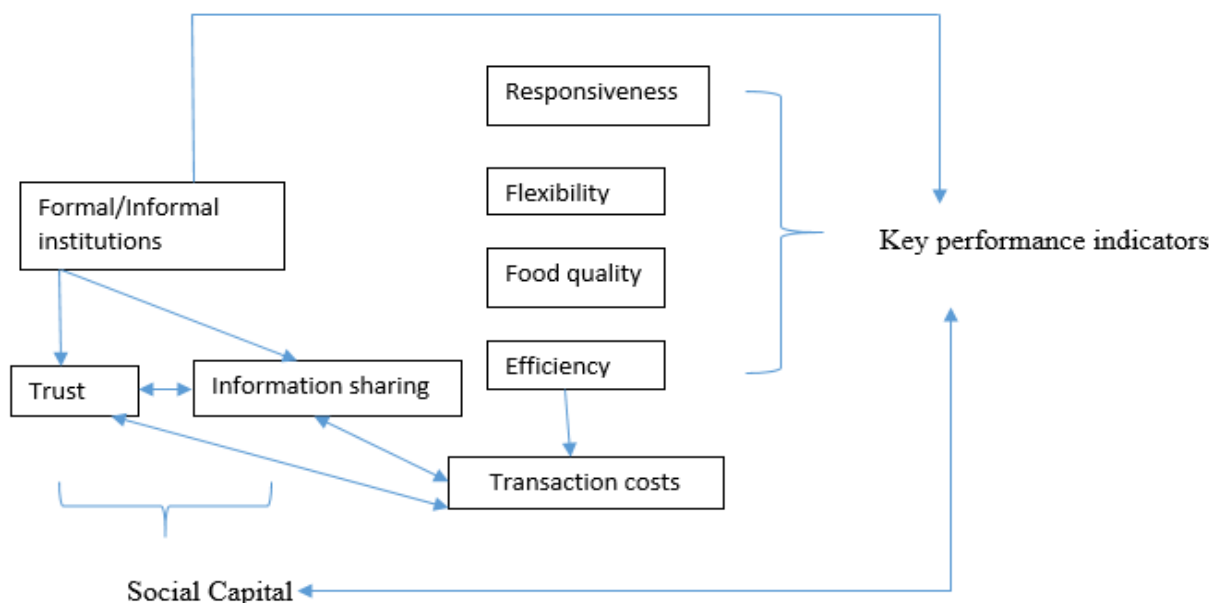 Responsiveness
Formal/Informal
institutions
Flexibility
Key performance indicators
Food quality
Efficiency
Trust
Information sharing
Transaction costs
Social Capital